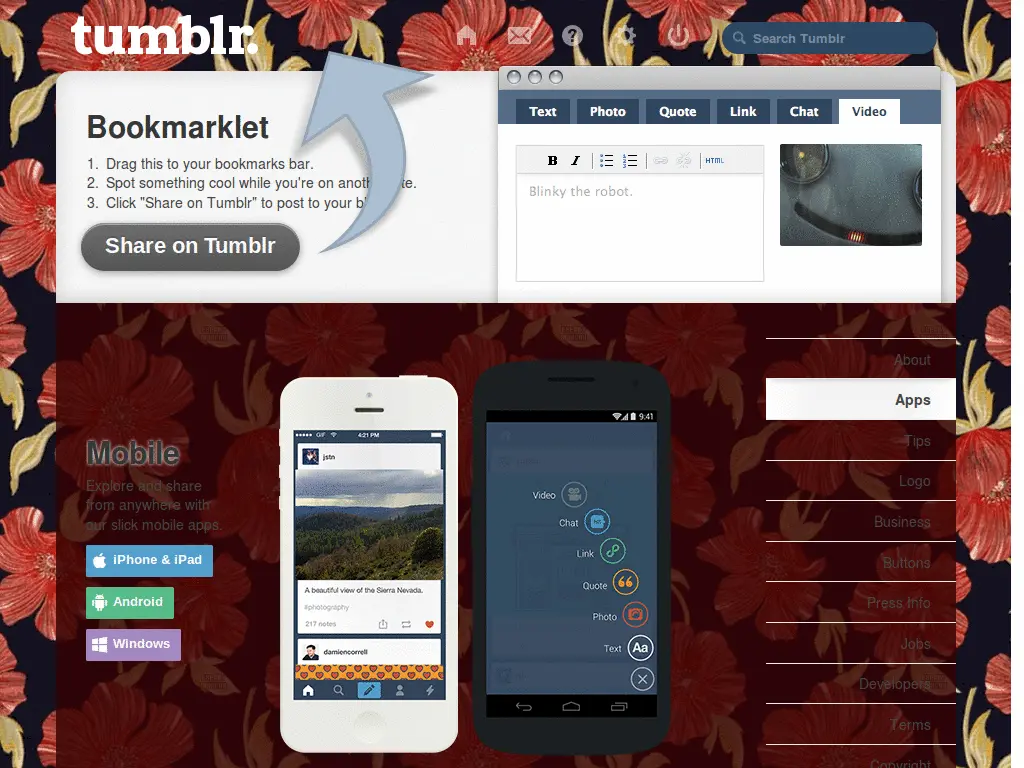 tumblr.
Search Tumblr
Bookmarklet
1. Drag this to your bookmarks bar.
2. Spot something cool while you're on
3. Click "Share on Tumblr" to post to your
Share on Tumblr
Text
Photo
Quote
Link
Chat
Video
B I HTML
Blinky the robot.
Mobile
Explore and share
from anywhere with
our slick mobile apps.
iPhone & iPad
Android
Windows
GIF 4:21 PM
jstn
A beautiful view of the Sierra Nevada.
#photography
217 notes
damiencorrell
9:41
Video
Chat
Link
Quote
Photo
Text Aa
About
Apps
Tips
Logo
Business
Buttons
Press Info
Jobs
Developers
Terms
Copyright